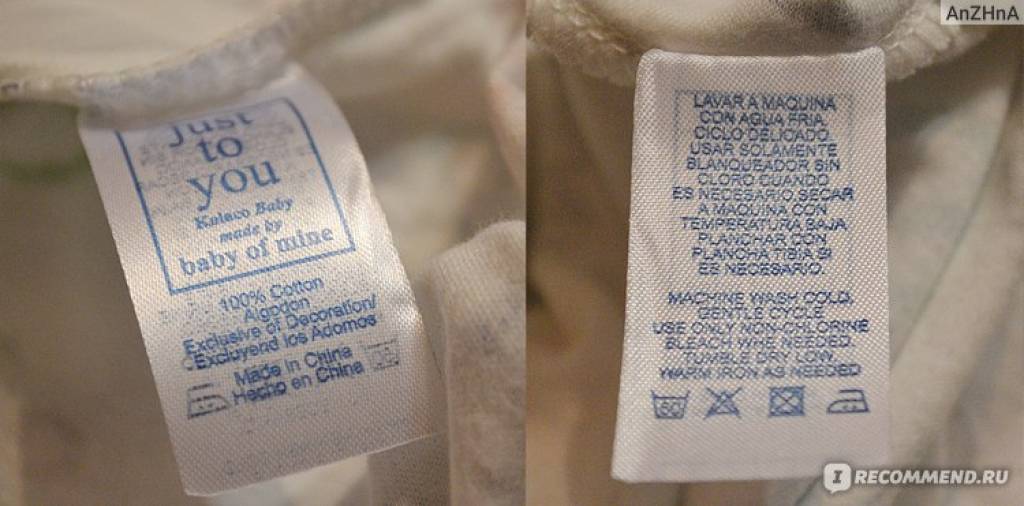 AnZHnA
just
to
you
Kulaco Baby
made by
baby of mine
100% Cotton
Algodon
Exclusive of Decoration/
Excluyend los Adornos
Made in China
Hecho en China
LAVAR A MAQUINA
CON AGUA FRIA.
CICLO DELICADO.
USAR SOLAMENTE
BLANQUEADOR SIN
CLORO CUANDO
ES NECESARIO SECAR
A MAQUINA CON
TEMPERATURA BAJA
PLANCHAR CON
PLANCHA TIBIA SI
ES NECESARIO.
MACHINE WASH COLD.
GENTLE CYCLE
USE ONLY NON-CHLORINE
BLEACH WHE NEEDED.
TUMBLE DRY LOW.
WARM IRON AS NEEDED
I RECOMMEND.RU